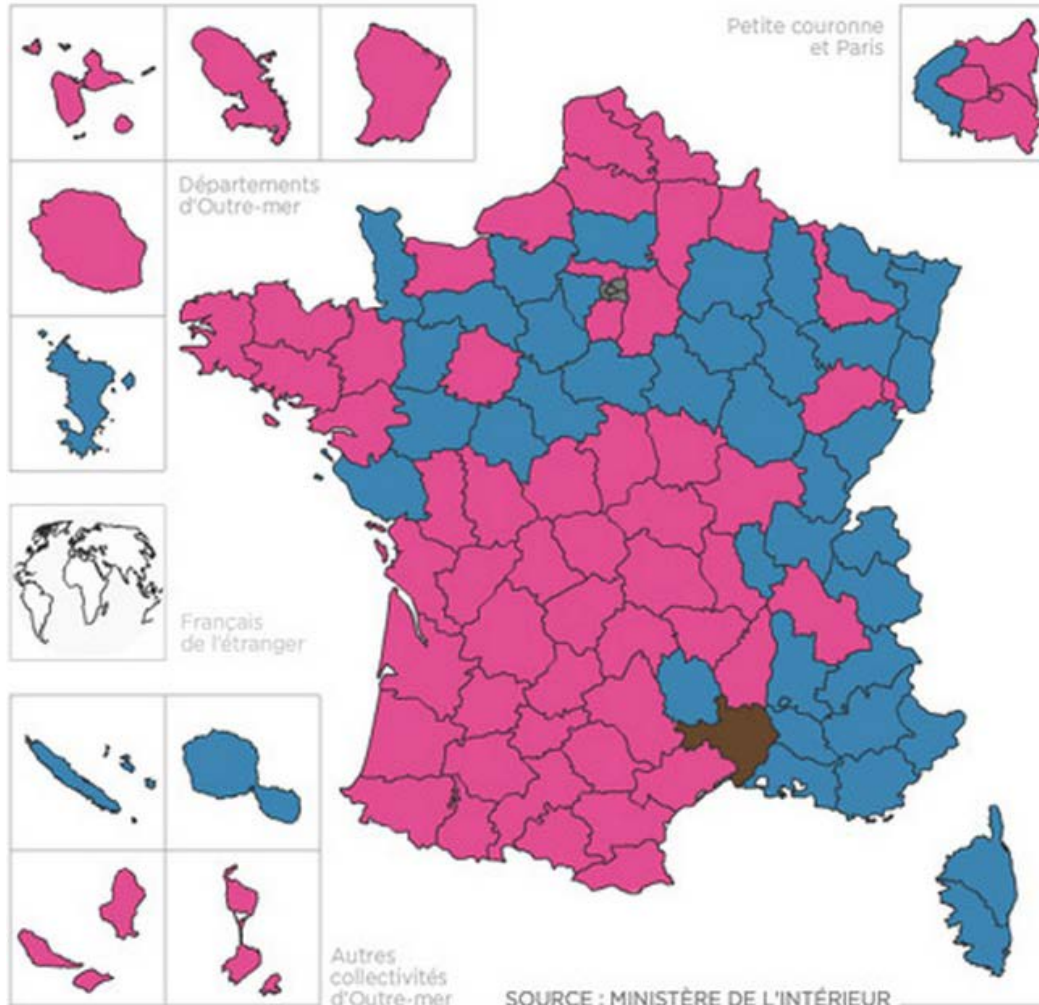 Petite couronne
et Paris
Départements
d'Outre-mer
Français
de l'étranger
Autres
collectivités
d'Outre-mer
SOURCE : MINISTÈRE DE L'INTÉRIEUR